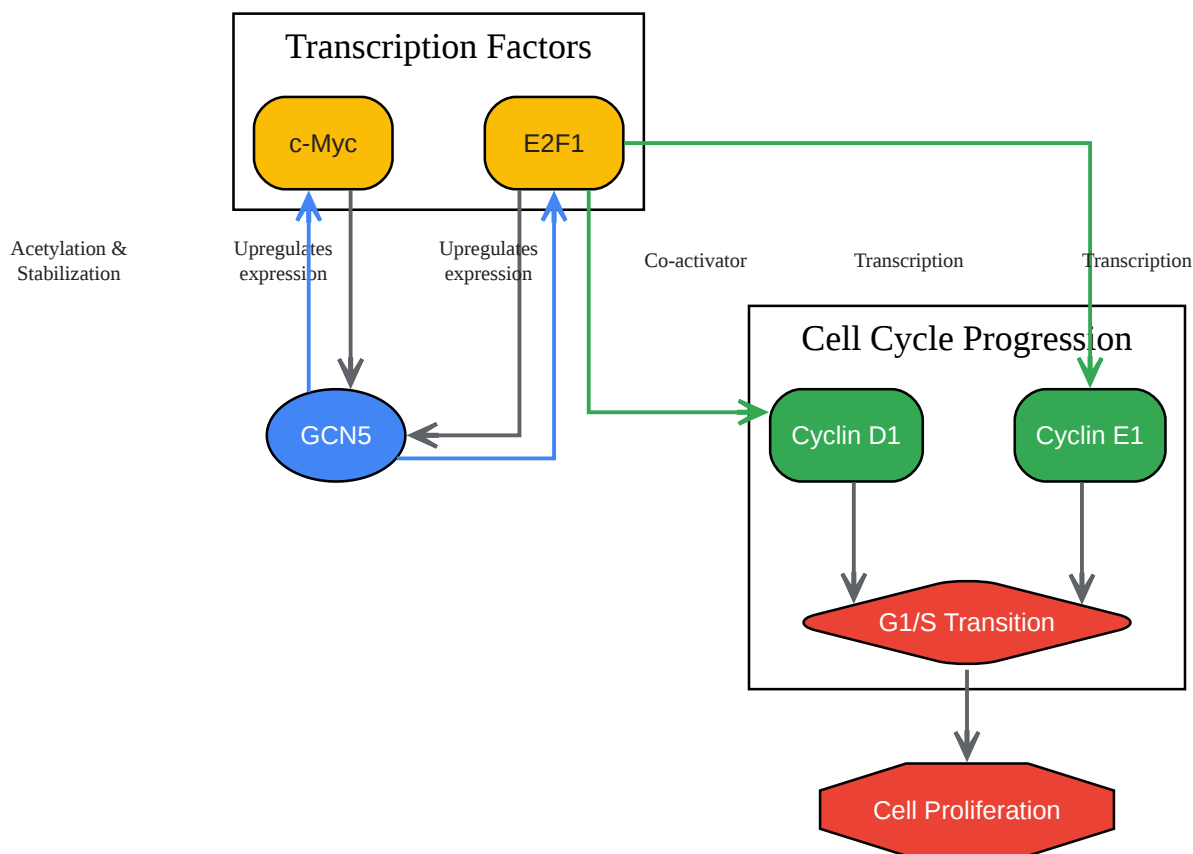 Transcription Factors
c-Myc
E2F1
Acetylation &
Stabilization
Upregulates
expression
Upregulates
expression
Co-activator
Transcription
Transcription
Cell Cycle Progression
GCN5
Cyclin D1
Cyclin E1
G1/S Transition
Cell Proliferation